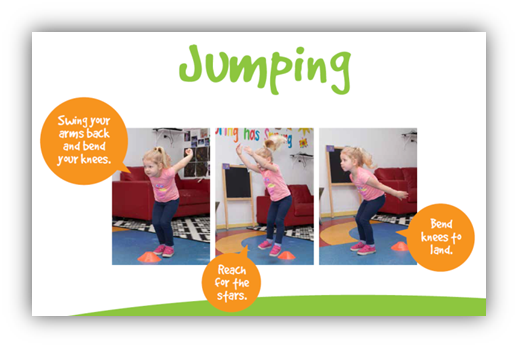 Jumping
Swing your
arms back
and bend
your knees.
Reach
for the
stars.
Bend
knees to
land.